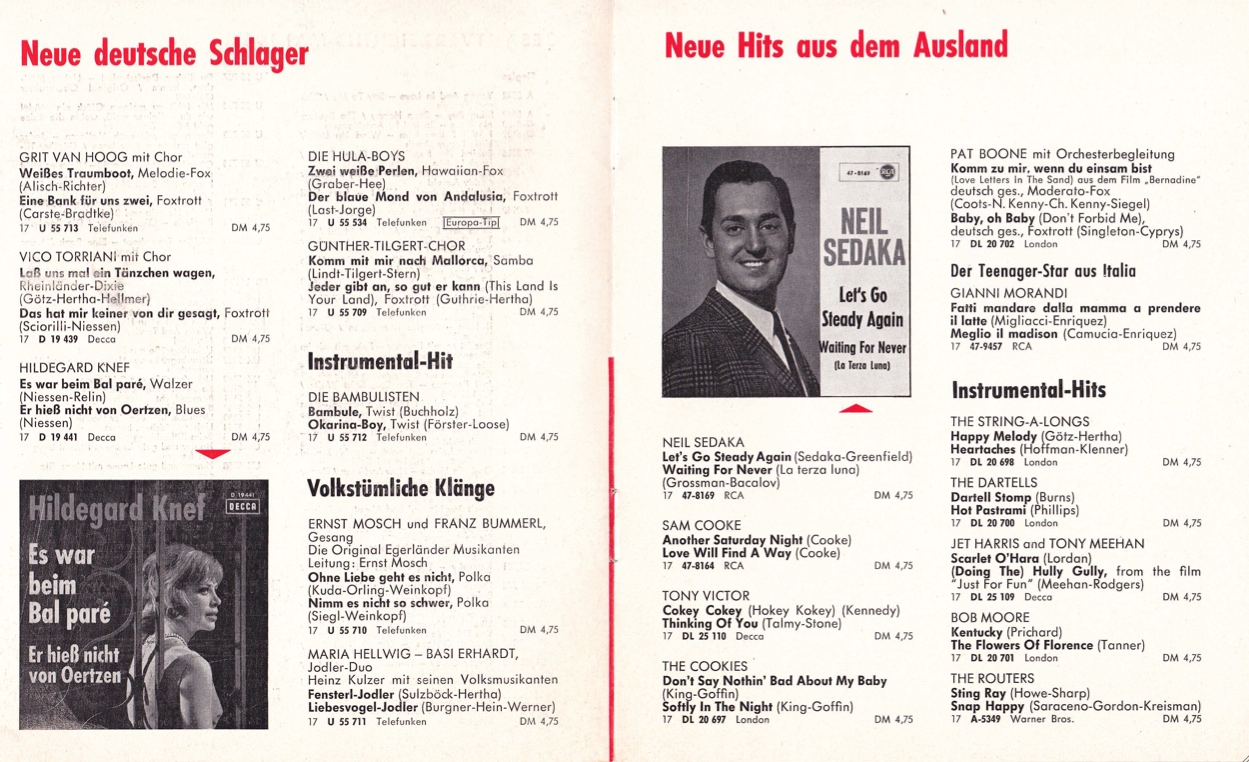 Neue deutsche Schlager
GRIT VAN HOOG mit Chor
Weißes Traumboot, Melodie-Fox
(Alisch-Richter)
Eine Bank für uns zwei, Foxtrott
(Carste-Bradtke)
17 U 55 713 Telefunken DM 4,75
VICO TORRIANI mit Chor
Laß uns mal ein Tänzchen wagen,
Rheinländer-Dixie
(Götz-Hertha-Hellmer)
Das hat mir keiner von dir gesagt, Foxtrott
(Sciorilli-Niessen)
17 D 19 439 Decca DM 4,75
HILDEGARD KNEF
Es war beim Bal paré, Walzer
(Niessen-Relin)
Er hieß nicht von Oertzen, Blues
(Niessen)
17 D 19 441 Decca DM 4,75
Hildegard Knef
D 19 441
DECCA
Es war
beim
Bal paré
Er hieß nicht
von Oertzen
DIE HULA-BOYS
Zwei weiße Perlen, Hawaiian-Fox
(Graber-Hee)
Der blaue Mond von Andalusia, Foxtrott
(Last-Jorge)
17 U 55 534 Telefunken Europa-Tip DM 4,75
GÜNTHER-TILGERT-CHOR
Komm mit mir nach Mallorca, Samba
(Lindt-Tilgert-Stern)
Jeder gibt an, so gut er kann (This Land Is
Your Land), Foxtrott (Guthrie-Hertha)
17 U 55 709 Telefunken DM 4,75
Instrumental-Hit
DIE BAMBULISTEN
Bambule, Twist (Buchholz)
Okarina-Boy, Twist (Förster-Loose)
17 U 55 712 Telefunken DM 4,75
Volkstümliche Klänge
ERNST MOSCH und FRANZ BUMMERL,
Gesang
Die Original Egerländer Musikanten
Leitung: Ernst Mosch
Ohne Liebe geht es nicht, Polka
(Kuda-Orling-Weinkopf)
Nimm es nicht so schwer, Polka
(Siegl-Weinkopf)
17 U 55 710 Telefunken DM 4,75
MARIA HELLWIG – BASI ERHARDT,
Jodler-Duo
Heinz Kulzer mit seinen Volksmusikanten
Fensterl-Jodler (Sulzböck-Hertha)
Liebesvogel-Jodler (Burgner-Hein-Werner)
17 U 55 711 Telefunken DM 4,75
Neue Hits aus dem Ausland
47-8169 RCA
NEIL
SEDAKA
Let's Go
Steady Again
Waiting For Never
(La Terza Luna)
NEIL SEDAKA
Let's Go Steady Again (Sedaka-Greenfield)
Waiting For Never (La terza luna)
(Grossman-Bacalov)
17 47-8169 RCA DM 4,75
SAM COOKE
Another Saturday Night (Cooke)
Love Will Find A Way (Cooke)
17 47-8164 RCA DM 4,75
TONY VICTOR
Cokey Cokey (Hokey Kokey) (Kennedy)
Thinking Of You (Talmy-Stone)
17 DL 25 110 Decca DM 4,75
THE COOKIES
Don't Say Nothin' Bad About My Baby
(King-Goffin)
Softly In The Night (King-Goffin)
17 DL 20 697 London DM 4,75
PAT BOONE mit Orchesterbegleitung
Komm zu mir, wenn du einsam bist
(Love Letters In The Sand) aus dem Film „Bernadine"
deutsch ges., Moderato-Fox
(Coots-N. Kenny-Ch. Kenny-Siegel)
Baby, oh Baby (Don't Forbid Me),
deutsch ges., Foxtrott (Singleton-Cyprys)
17 DL 20 702 London DM 4,75
Der Teenager-Star aus Italia
GIANNI MORANDI
Fatti mandare dalla mamma a prendere
il latte (Migliacci-Enriquez)
Meglio il madison (Camucia-Enriquez)
17 47-9457 RCA DM 4,75
Instrumental-Hits
THE STRING-A-LONGS
Happy Melody (Götz-Hertha)
Heartaches (Hoffman-Klenner)
17 DL 20 698 London DM 4,75
THE DARTELLS
Dartell Stomp (Burns)
Hot Pastrami (Phillips)
17 DL 20 700 London DM 4,75
JET HARRIS and TONY MEEHAN
Scarlet O'Hara (Lordan)
(Doing The) Hully Gully, from the film
"Just For Fun" (Meehan-Rodgers)
17 DL 25 109 Decca DM 4,75
BOB MOORE
Kentucky (Prichard)
The Flowers Of Florence (Tanner)
17 DL 20 701 London DM 4,75
THE ROUTERS
Sting Ray (Howe-Sharp)
Snap Happy (Saraceno-Gordon-Kreisman)
17 A-5349 Warner Bros. DM 4,75